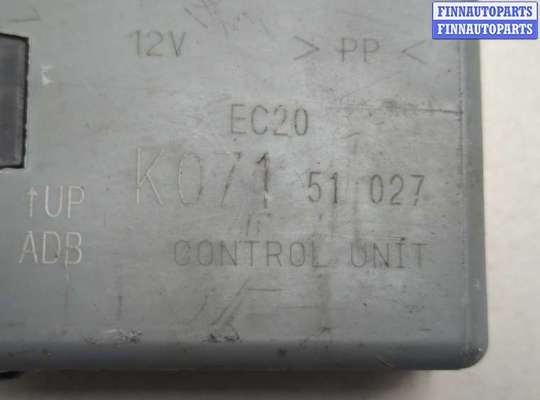 FINNAUTOPARTS
FINNAUTOPARTS
12V >PP<
EC20
K071 51 027
↑UP
ADB CONTROL UNIT